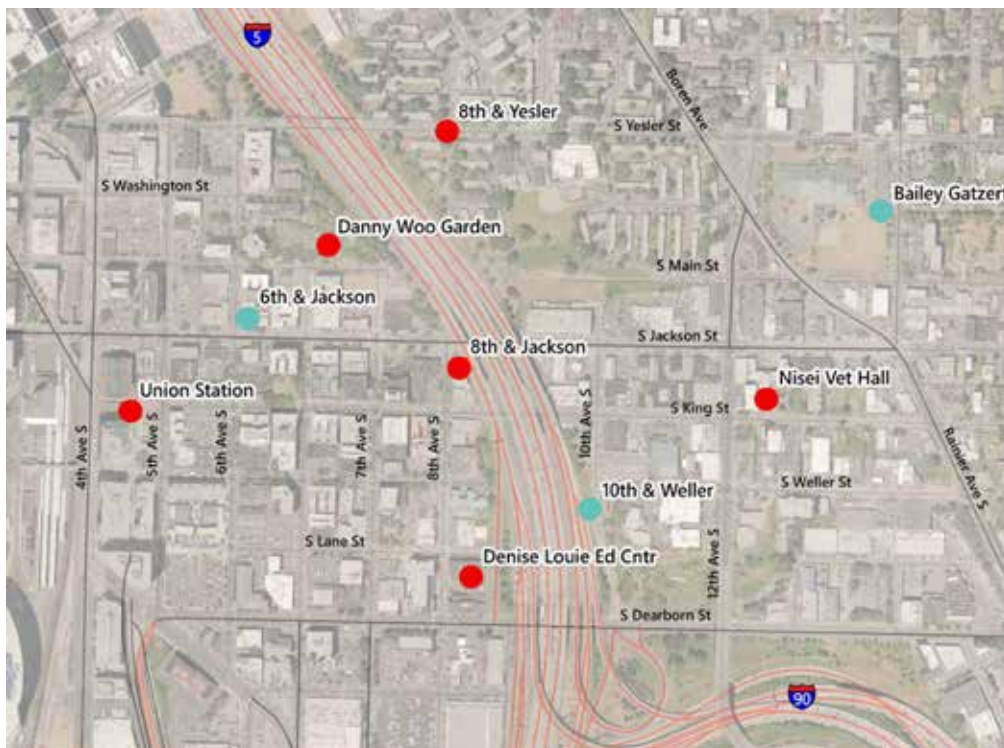 5
8th & Yesler
S Yesler St
Boren Ave
S Washington St
Bailey Gatzert
Danny Woo Garden
S Main St
6th & Jackson
S Jackson St
8th & Jackson
Nisei Vet Hall
Union Station
S King St
4th Ave S
5th Ave S
6th Ave S
7th Ave S
8th Ave S
10th Ave S
Rainier Ave S
S Weller St
10th & Weller
S Lane St
Denise Louie Ed Cntr
12th Ave S
S Dearborn St
90